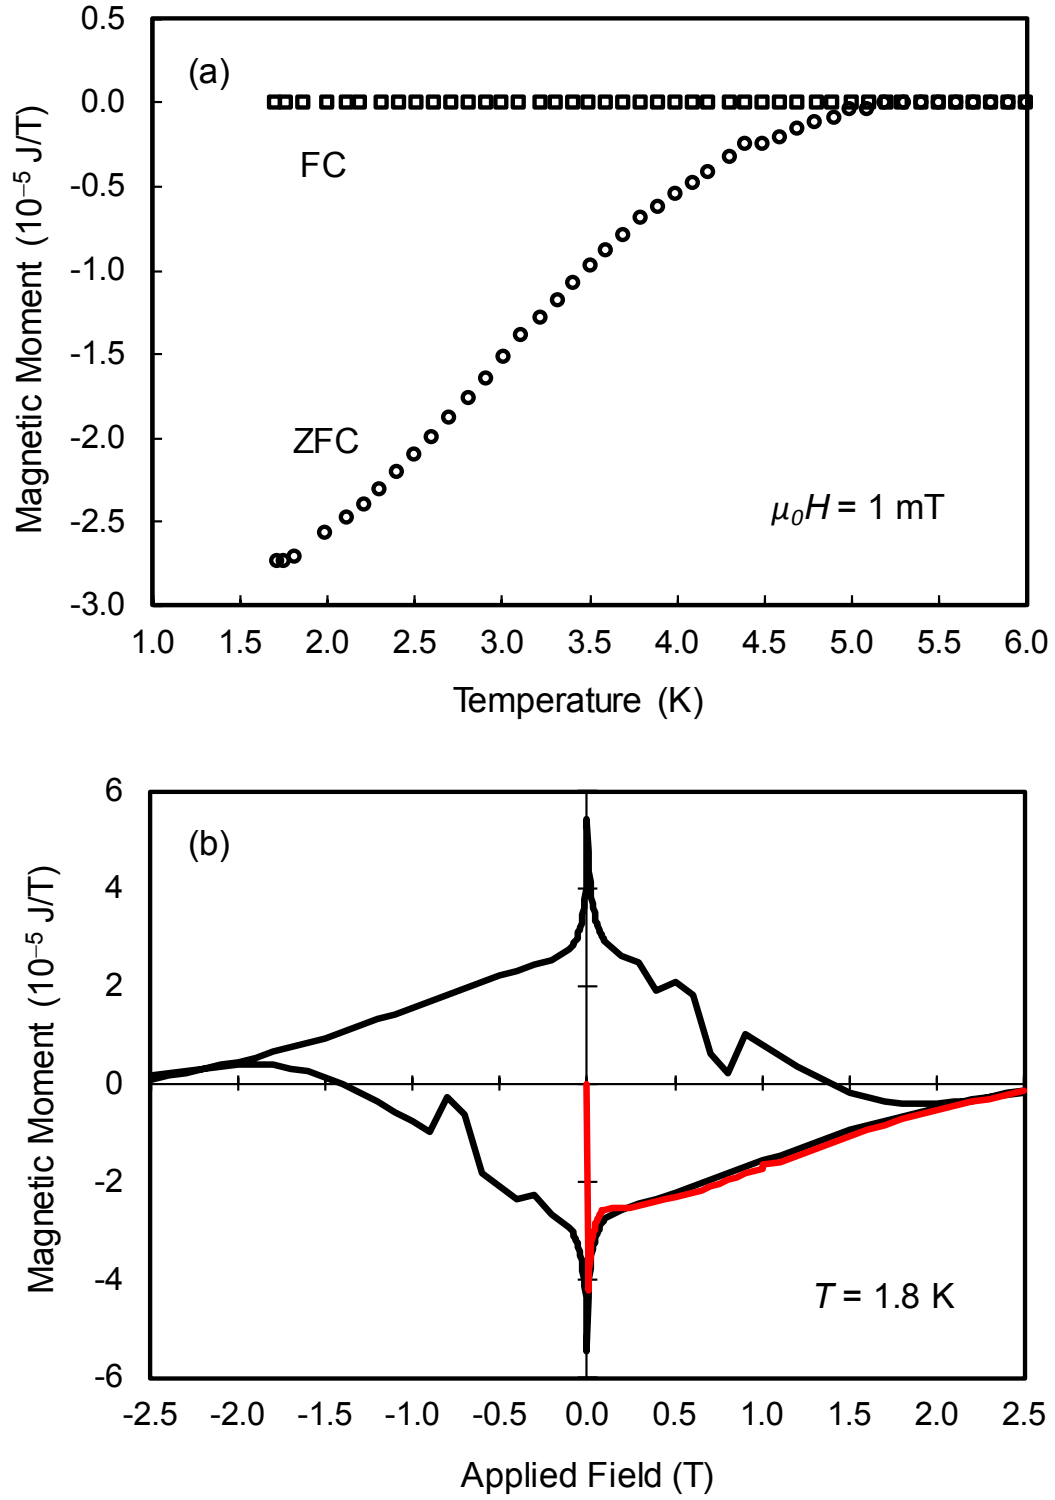 (a)
0.5
0.0
-0.5
-1.0
-1.5
-2.0
-2.5
-3.0
Magnetic Moment (10⁻⁵ J/T)
FC
ZFC
μ₀H = 1 mT
1.0 1.5 2.0 2.5 3.0 3.5 4.0 4.5 5.0 5.5 6.0
Temperature (K)
(b)
6
4
2
0
-2
-4
-6
Magnetic Moment (10⁻⁵ J/T)
T = 1.8 K
-2.5 -2.0 -1.5 -1.0 -0.5 0.0 0.5 1.0 1.5 2.0 2.5
Applied Field (T)